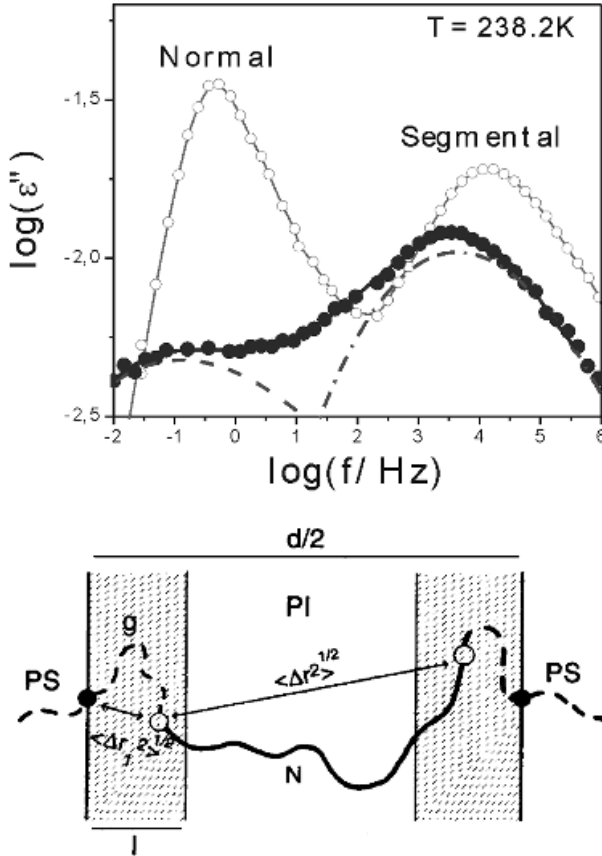 T = 238.2K
Normal
Segmental
log(ε")
-1,5
-2,0
-2,5
-2 -1 0 1 2 3 4 5 6
log(f/ Hz)
d/2
PI
g
PS
PS
<Δr²>^1/2
<Δr₁²>^1/2
N
l